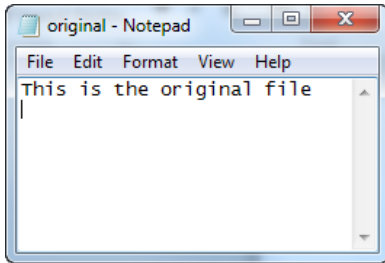 original - Notepad
File Edit Format View Help
This is the original file